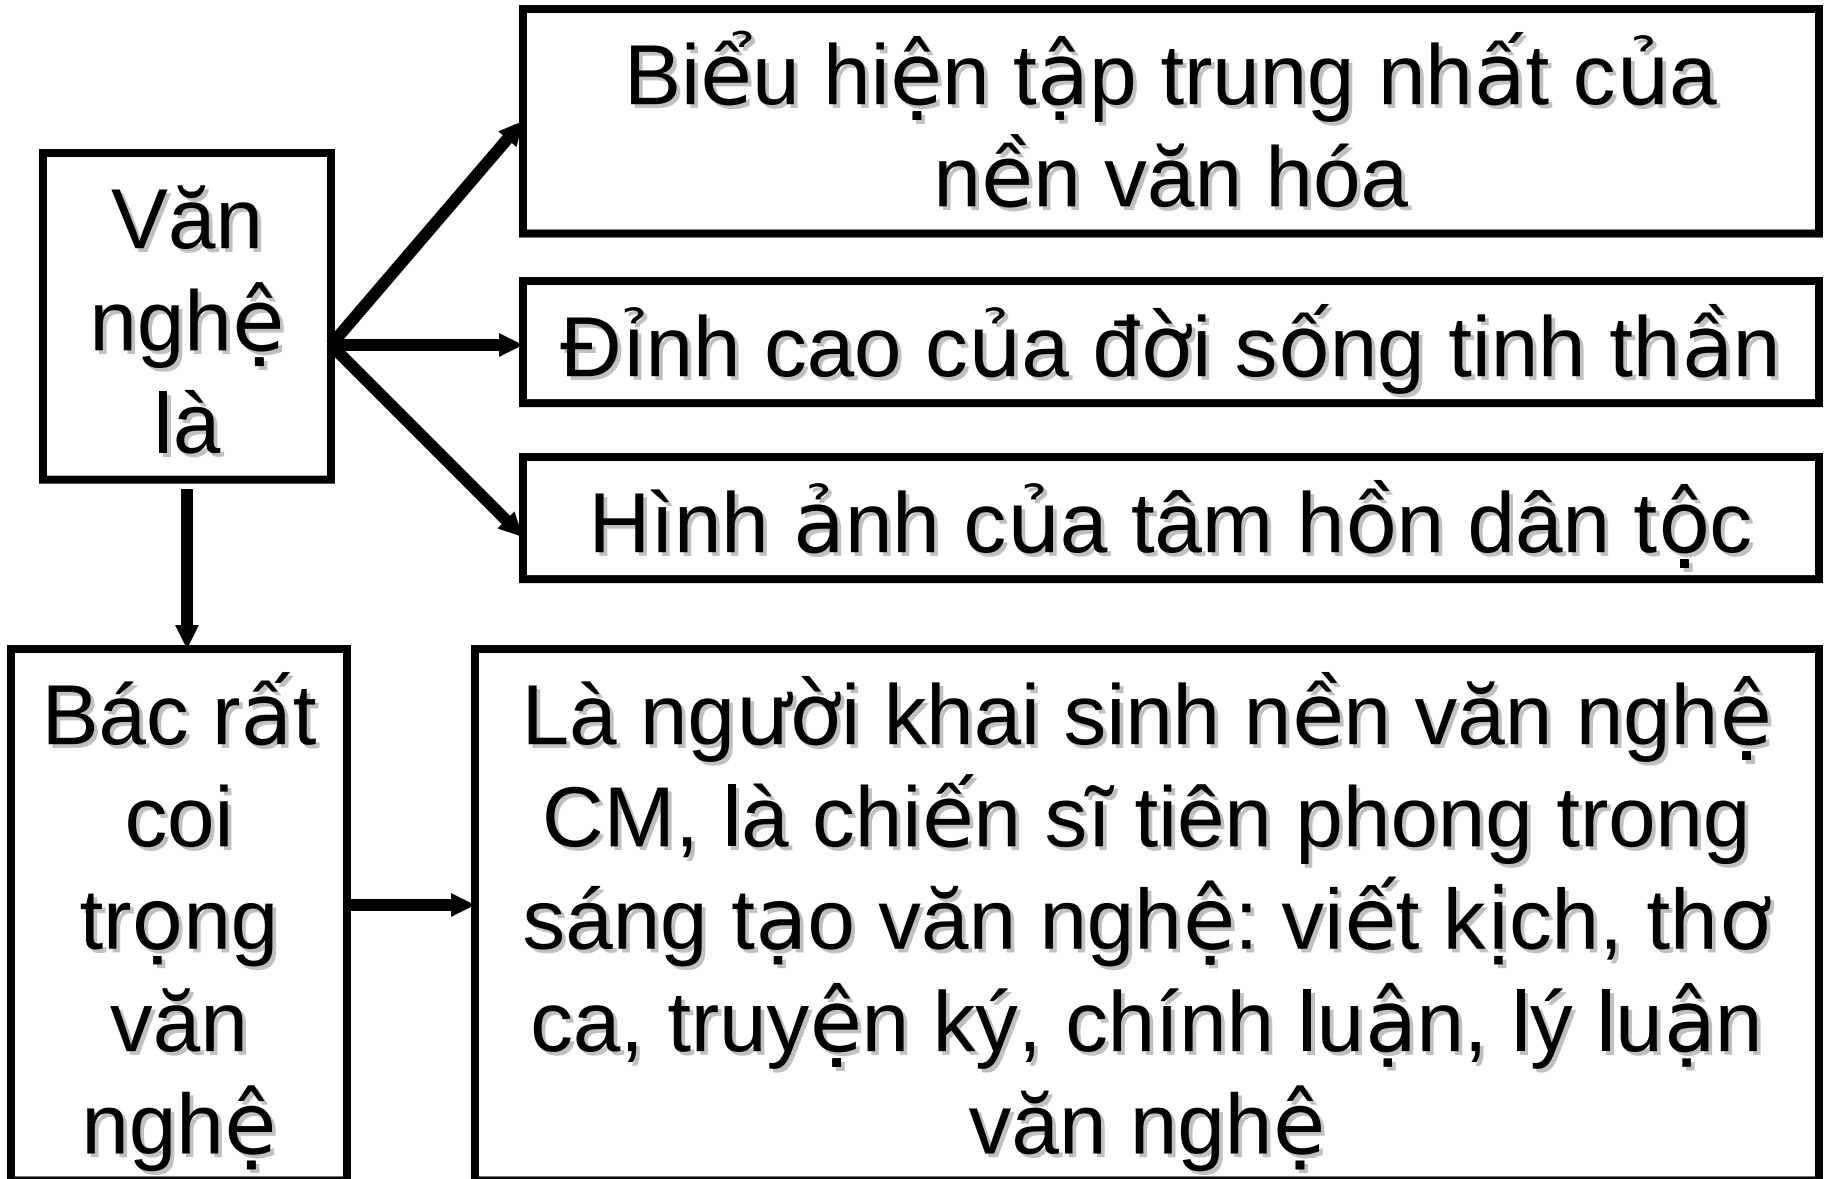 Văn
nghệ
là
Biểu hiện tập trung nhất của
nền văn hóa
Đỉnh cao của đời sống tinh thần
Hình ảnh của tâm hồn dân tộc
Bác rất
coi
trọng
văn
nghệ
Là người khai sinh nền văn nghệ
CM, là chiến sĩ tiên phong trong
sáng tạo văn nghệ: viết kịch, thơ
ca, truyện ký, chính luận, lý luận
văn nghệ